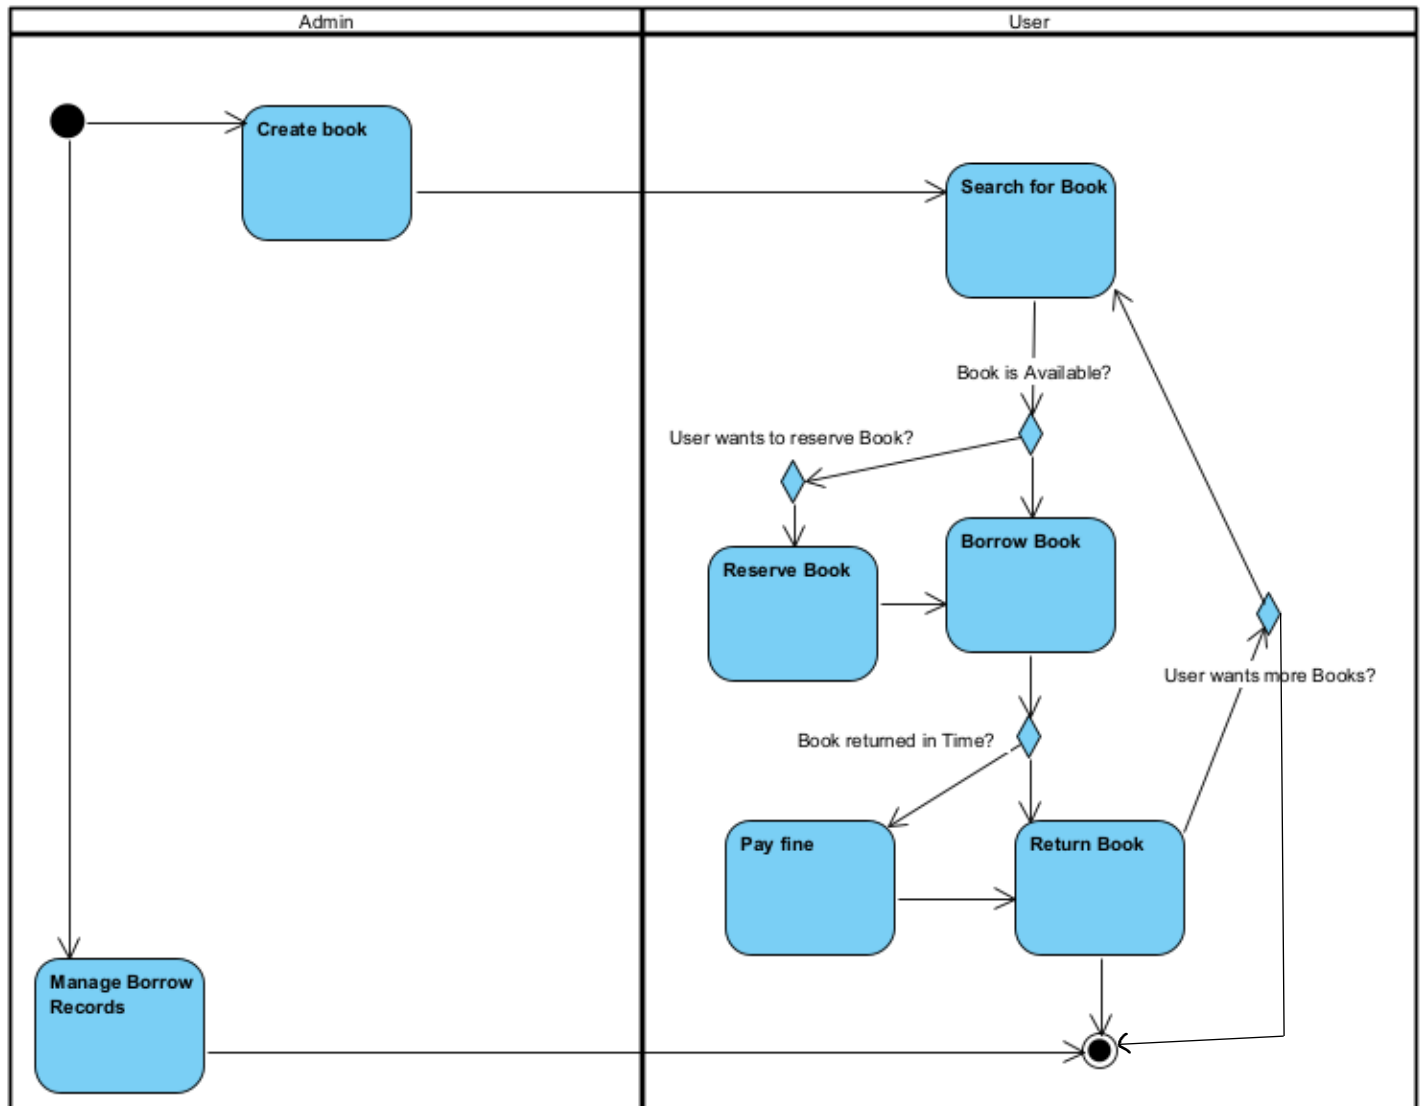 Admin
User
Create book
Search for Book
Book is Available?
User wants to reserve Book?
Borrow Book
Reserve Book
User wants more Books?
Book returned in Time?
Pay fine
Return Book
Manage Borrow
Records